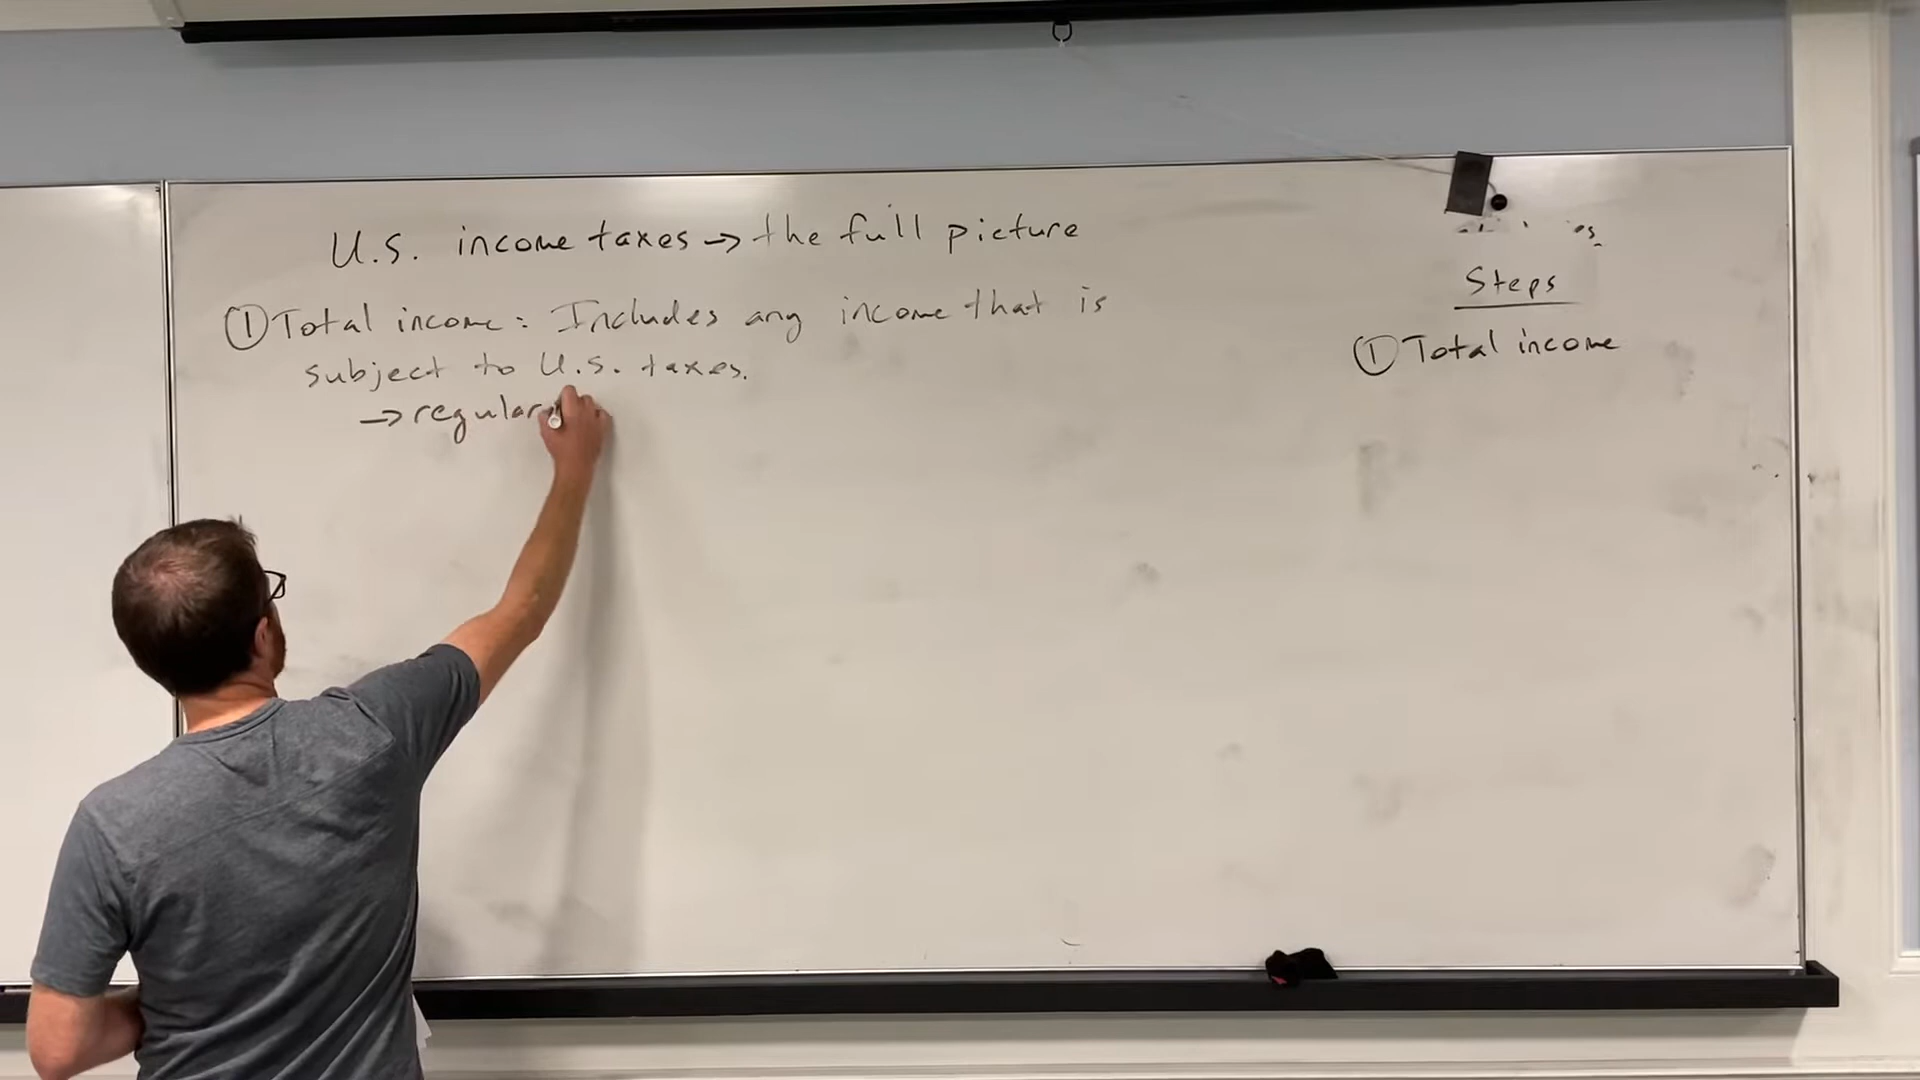 U.S. income taxes → the full picture
① Total income: Includes any income that is
subject to U.S. taxes.
→ regular
Steps
① Total income